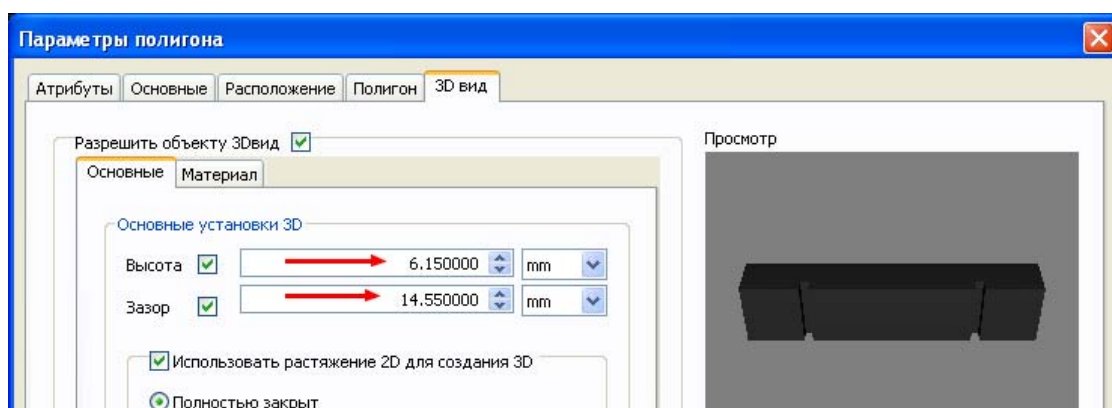 Параметры полигона
Атрибуты Основные Расположение Полигон 3D вид
Разрешить объекту 3Dвид
Просмотр
Основные Материал
Основные установки 3D
Высота 6.150000 mm
Зазор 14.550000 mm
Использовать растяжение 2D для создания 3D
Полностью закрыт